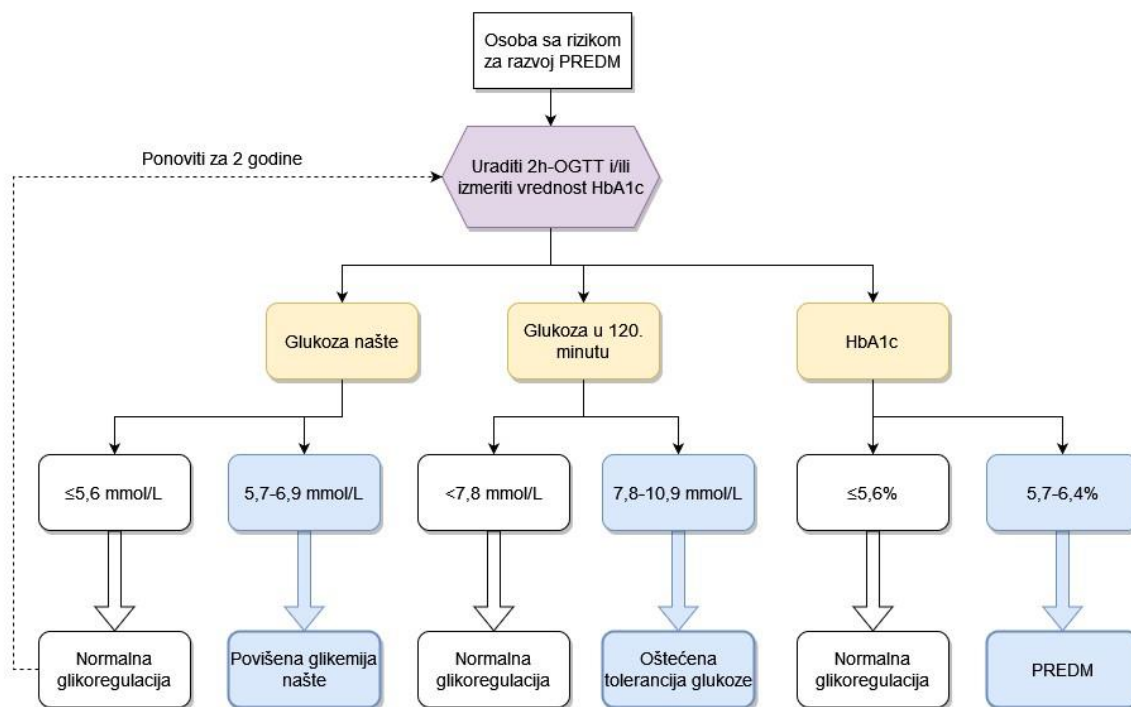 Osoba sa rizikom
za razvoj PREDM
Ponoviti za 2 godine
Uraditi 2h-OGTT i/ili
izmeriti vrednost HbA1c
Glukoza našte
Glukoza u 120.
minutu
HbA1c
≤5,6 mmol/L
5,7-6,9 mmol/L
<7,8 mmol/L
7,8-10,9 mmol/L
≤5,6%
5,7-6,4%
Normalna
glikoregulacija
Povišena glikemija
našte
Normalna
glikoregulacija
Oštećena
tolerancija glukoze
Normalna
glikoregulacija
PREDM